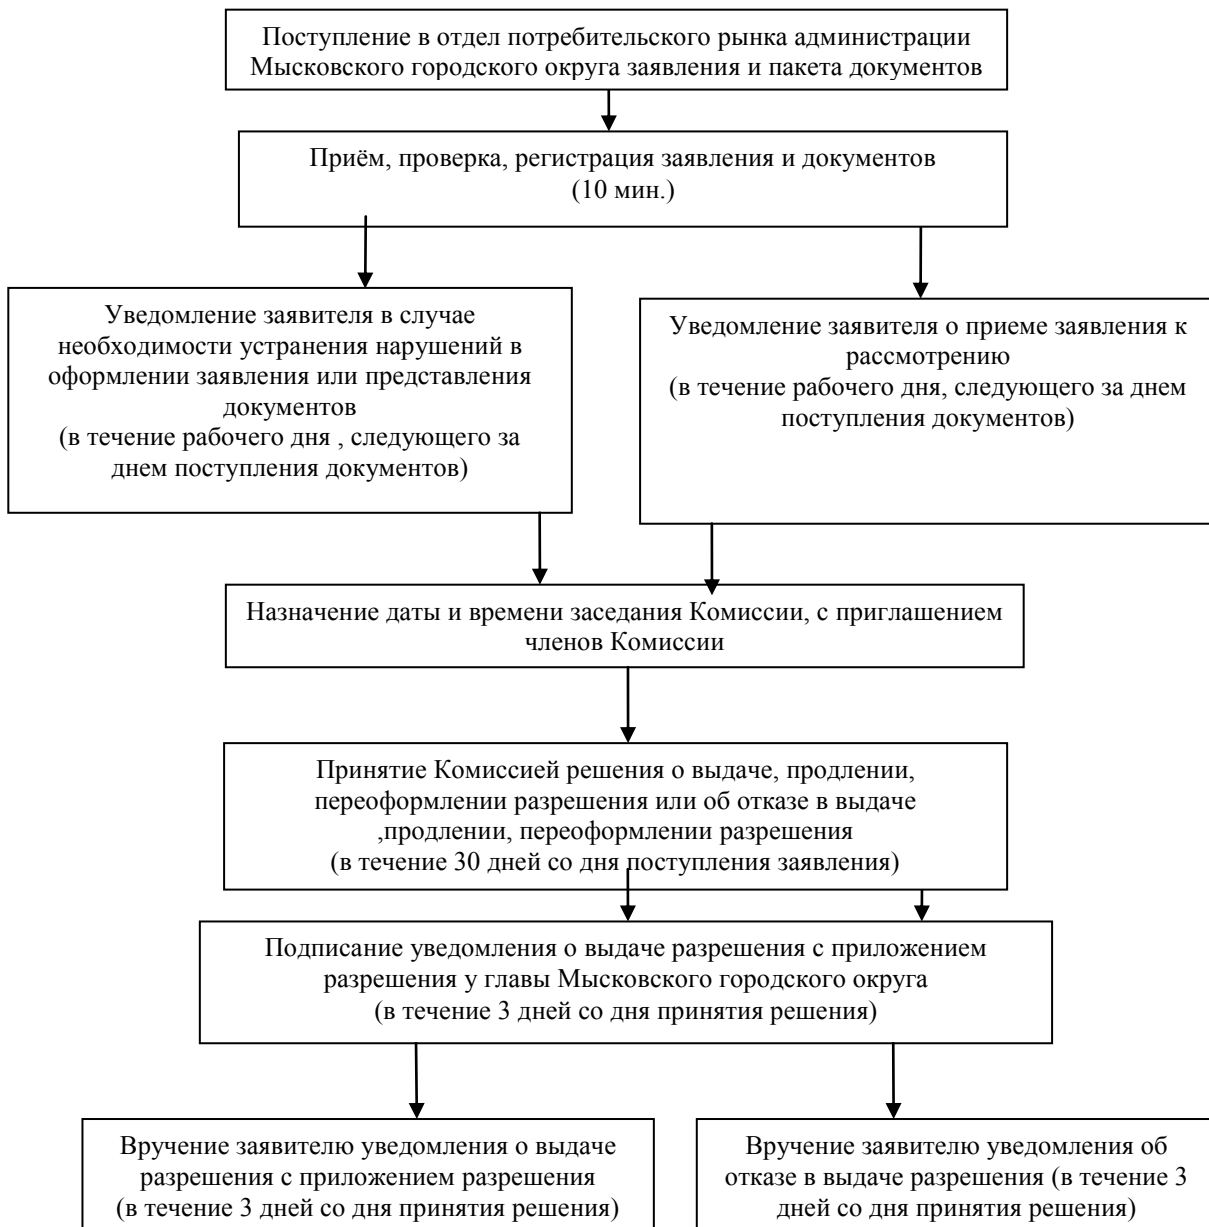 Поступление в отдел потребительского рынка администрации
Мысковского городского округа заявления и пакета документов
Приём, проверка, регистрация заявления и документов
(10 мин.)
Уведомление заявителя в случае
необходимости устранения нарушений в
оформлении заявления или представления
документов
(в течение рабочего дня , следующего за
днем поступления документов)
Уведомление заявителя о приеме заявления к
рассмотрению
(в течение рабочего дня, следующего за днем
поступления документов)
Назначение даты и времени заседания Комиссии, с приглашением
членов Комиссии
Принятие Комиссией решения о выдаче, продлении,
переоформлении разрешения или об отказе в выдаче
,продлении, переоформлении разрешения
(в течение 30 дней со дня поступления заявления)
Подписание уведомления о выдаче разрешения с приложением
разрешения у главы Мысковского городского округа
(в течение 3 дней со дня принятия решения)
Вручение заявителю уведомления о выдаче
разрешения с приложением разрешения
(в течение 3 дней со дня принятия решения)
Вручение заявителю уведомления об
отказе в выдаче разрешения (в течение 3
дней со дня принятия решения)